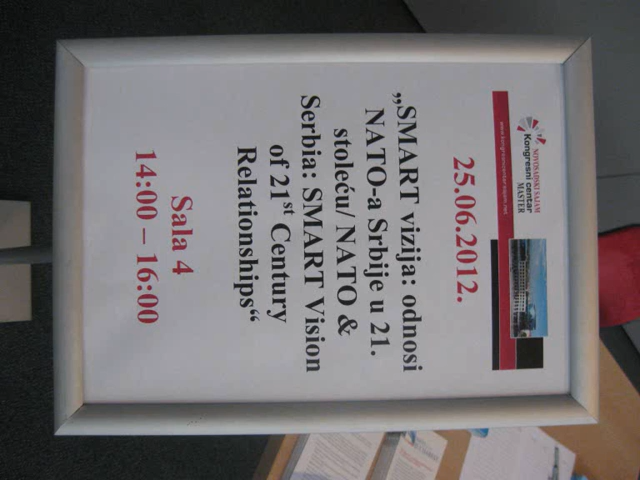 NOVOSADSKI SAJAM
Kongresni centar
MASTER
25.06.2012.
„SMART vizija: odnosi
NATO-a Srbije u 21.
stoleću/ NATO &
Serbia: SMART Vision
of 21st Century
Relationships“
Sala 4
14:00 – 16:00